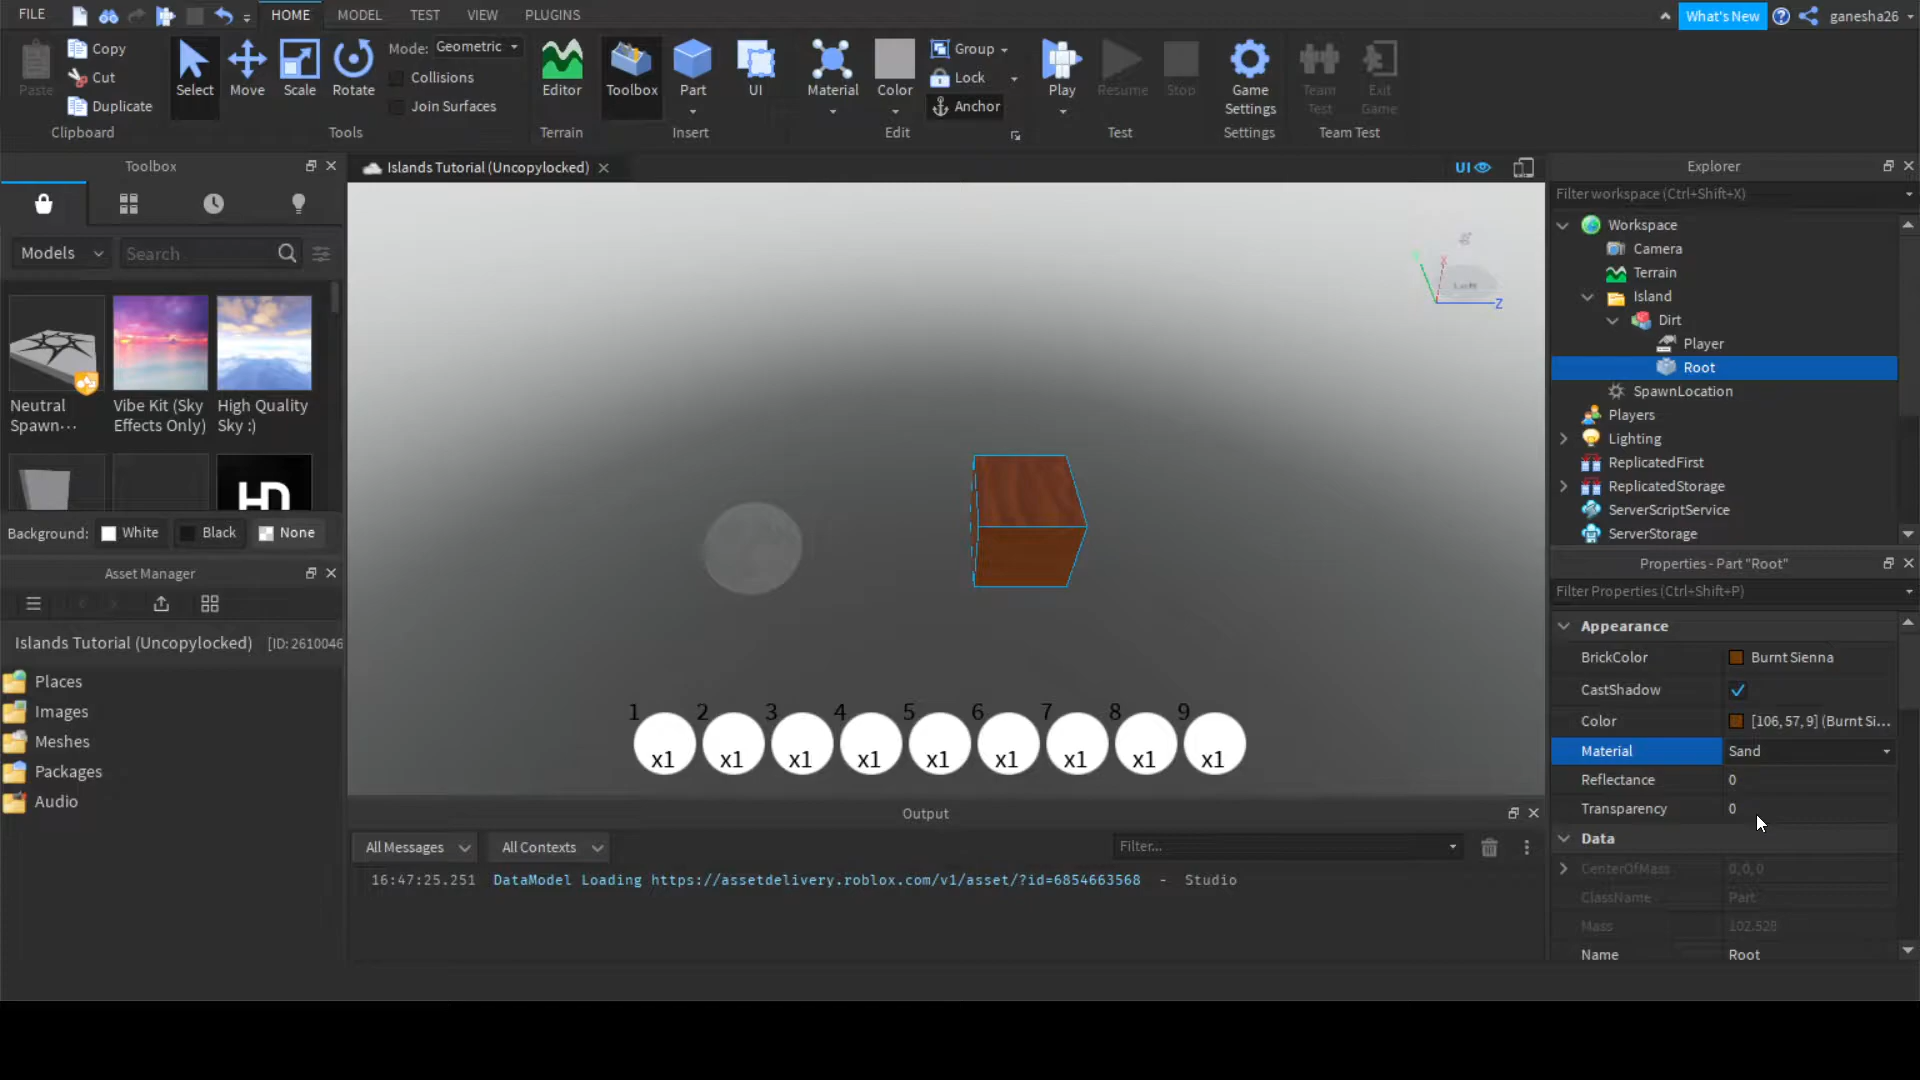 FILE HOME MODEL TEST VIEW PLUGINS What's New ganesha26
Paste Copy Cut Duplicate Clipboard
Select Move Scale Rotate Mode: Geometric Collisions Join Surfaces Tools
Editor Terrain
Toolbox Part UI Insert
Material Color Group Lock Anchor Edit
Play Resume Stop Test
Game Settings Settings
Team Test Exit Game Team Test
Toolbox
Models Search
Neutral Spawn...
Vibe Kit (Sky Effects Only)
High Quality Sky :)
HD
Background: White Black None
Asset Manager
Islands Tutorial (Uncopylocked) [ID: 2610046
Places
Images
Meshes
Packages
Audio
Islands Tutorial (Uncopylocked) UI
X
Z
1 2 3 4 5 6 7 8 9
x1 x1 x1 x1 x1 x1 x1 x1 x1
Output
All Messages All Contexts Filter...
16:47:25.251 DataModel Loading https://assetdelivery.roblox.com/v1/asset/?id=6854663568 - Studio
Explorer
Filter workspace (Ctrl+Shift+X)
Workspace
Camera
Terrain
Island
Dirt
Player
Root
SpawnLocation
Players
Lighting
ReplicatedFirst
ReplicatedStorage
ServerScriptService
ServerStorage
Properties - Part "Root"
Filter Properties (Ctrl+Shift+P)
Appearance
BrickColor Burnt Sienna
CastShadow
Color [106, 57, 9] (Burnt Si...
Material Sand
Reflectance 0
Transparency 0
Data
CenterOfMass 0, 0, 0
ClassName Part
Mass 102.528
Name Root